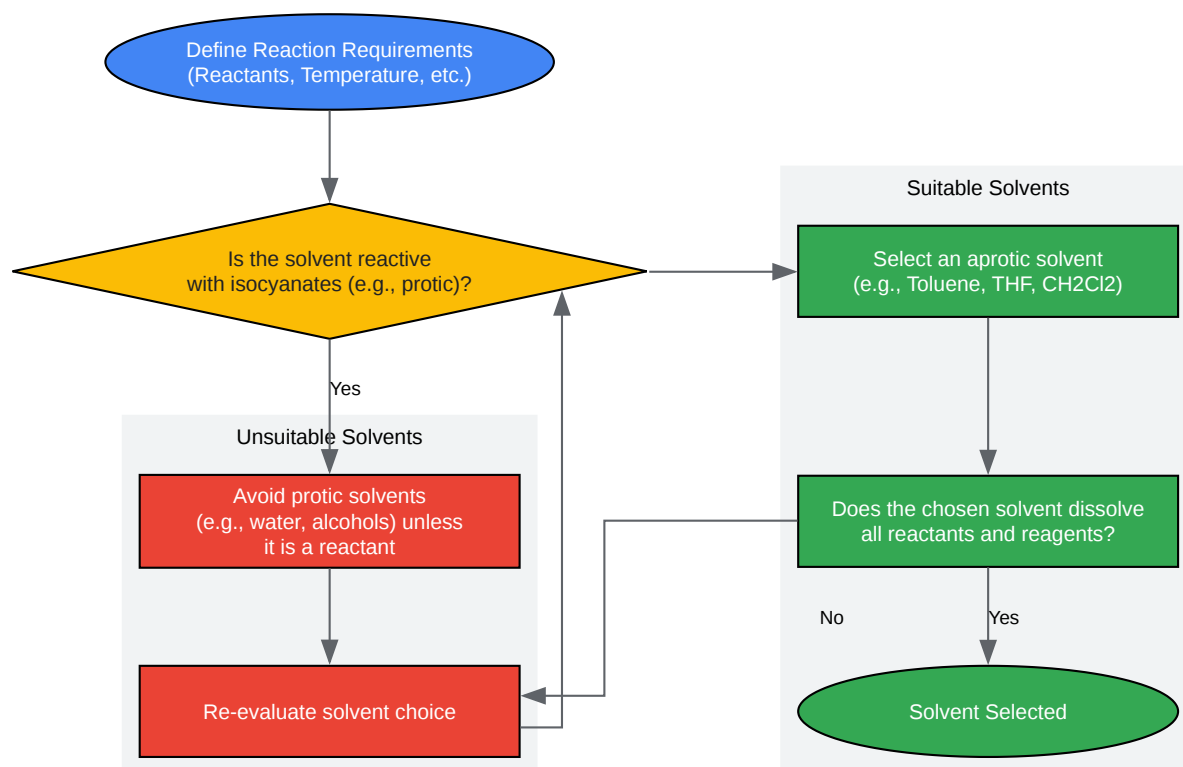 Define Reaction Requirements
(Reactants, Temperature, etc.)
Suitable Solvents
Is the solvent reactive
with isocyanates (e.g., protic)?
Select an aprotic solvent
(e.g., Toluene, THF, CH2Cl2)
Yes
Unsuitable Solvents
Avoid protic solvents
(e.g., water, alcohols) unless
it is a reactant
Does the chosen solvent dissolve
all reactants and reagents?
No
Yes
Re-evaluate solvent choice
Solvent Selected